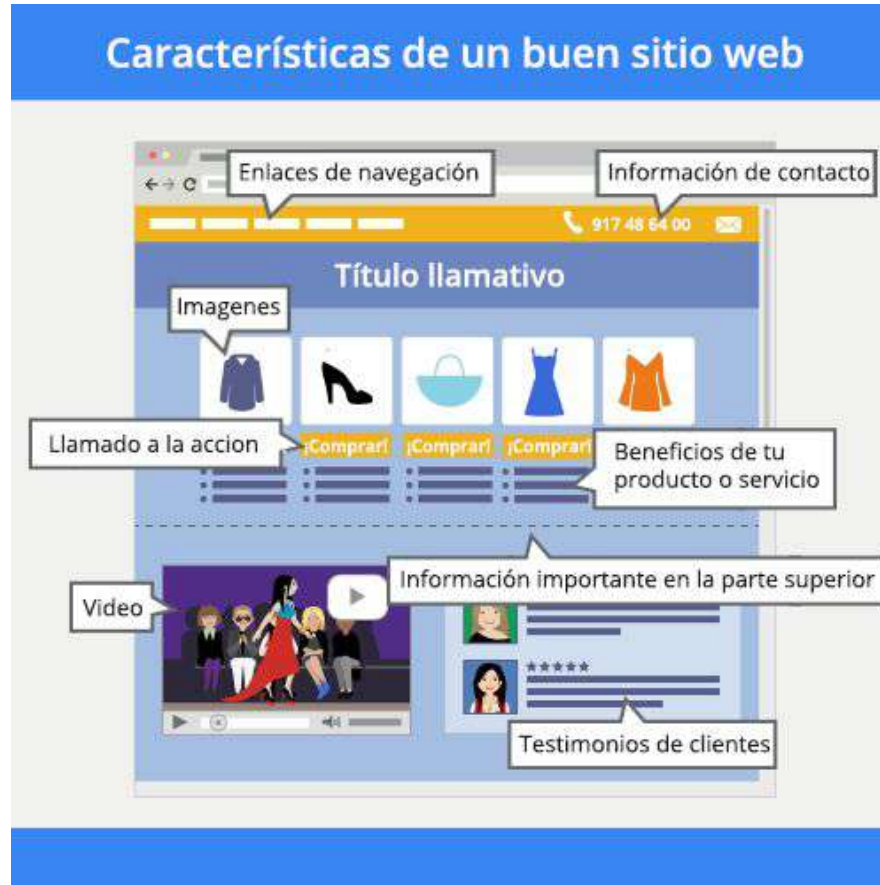 Características de un buen sitio web
Enlaces de navegación
Información de contacto
917 48 64 00
Título llamativo
Imagenes
Llamado a la accion
¡Comprar! ¡Comprar! ¡Comprar!
Beneficios de tu
producto o servicio
Información importante en la parte superior
Video
Testimonios de clientes